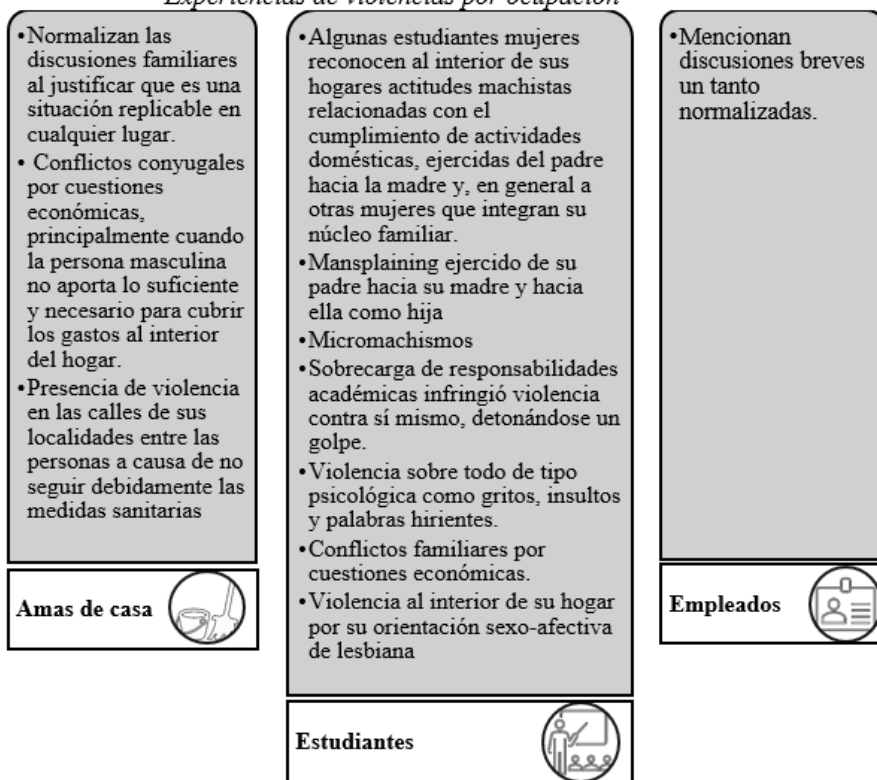 Experiencias de violencias por ocupación
•Normalizan las
discusiones familiares
al justificar que es una
situación replicable en
cualquier lugar.
• Conflictos conyugales
por cuestiones
económicas,
principalmente cuando
la persona masculina
no aporta lo suficiente
y necesario para cubrir
los gastos al interior
del hogar.
•Presencia de violencia
en las calles de sus
localidades entre las
personas a causa de no
seguir debidamente las
medidas sanitarias
Amas de casa
•Algunas estudiantes mujeres
reconocen al interior de sus
hogares actitudes machistas
relacionadas con el
cumplimiento de actividades
domésticas, ejercidas del padre
hacia la madre y, en general a
otras mujeres que integran su
núcleo familiar.
•Mansplaining ejercido de su
padre hacia su madre y hacia
ella como hija
•Micromachismos
•Sobrecarga de responsabilidades
académicas infringió violencia
contra sí mismo, detonándose un
golpe.
•Violencia sobre todo de tipo
psicológica como gritos, insultos
y palabras hirientes.
•Conflictos familiares por
cuestiones económicas.
•Violencia al interior de su hogar
por su orientación sexo-afectiva
de lesbiana
Estudiantes
•Mencionan
discusiones breves
un tanto
normalizadas.
Empleados